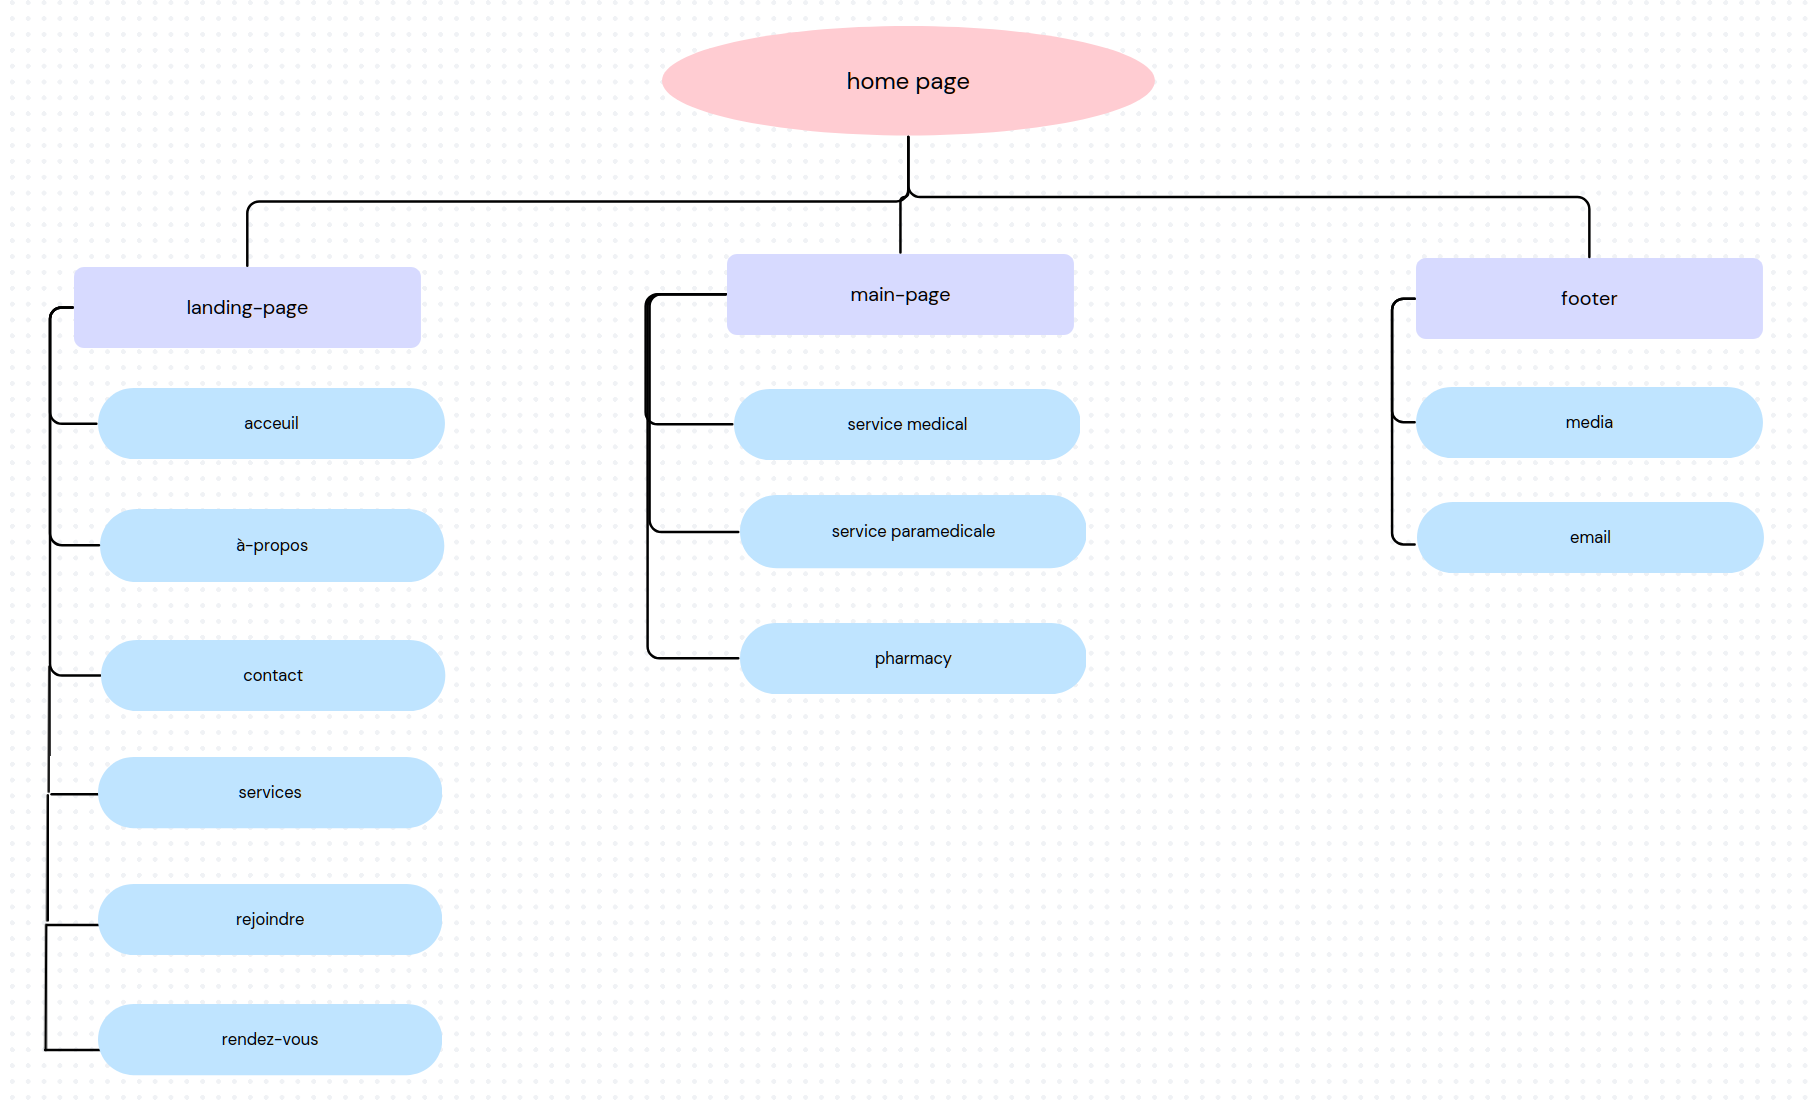 home page
landing-page
acceuil
à-propos
contact
services
rejoindre
rendez-vous
main-page
service medical
service paramedicale
pharmacy
footer
media
email